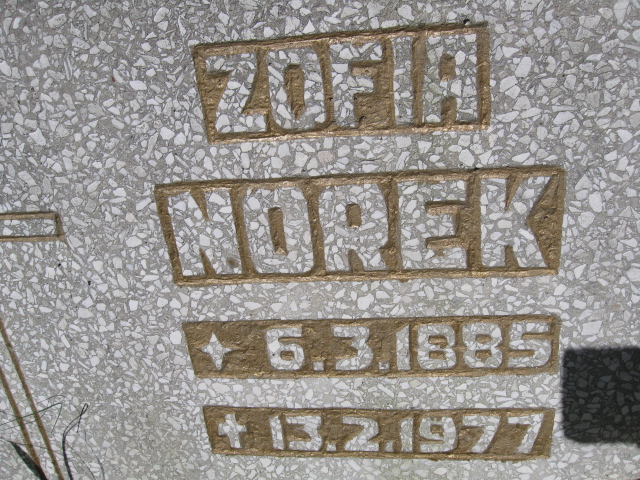 ZOFIA
NOREK
✦ 6.3.1885
✝ 13.2.1977